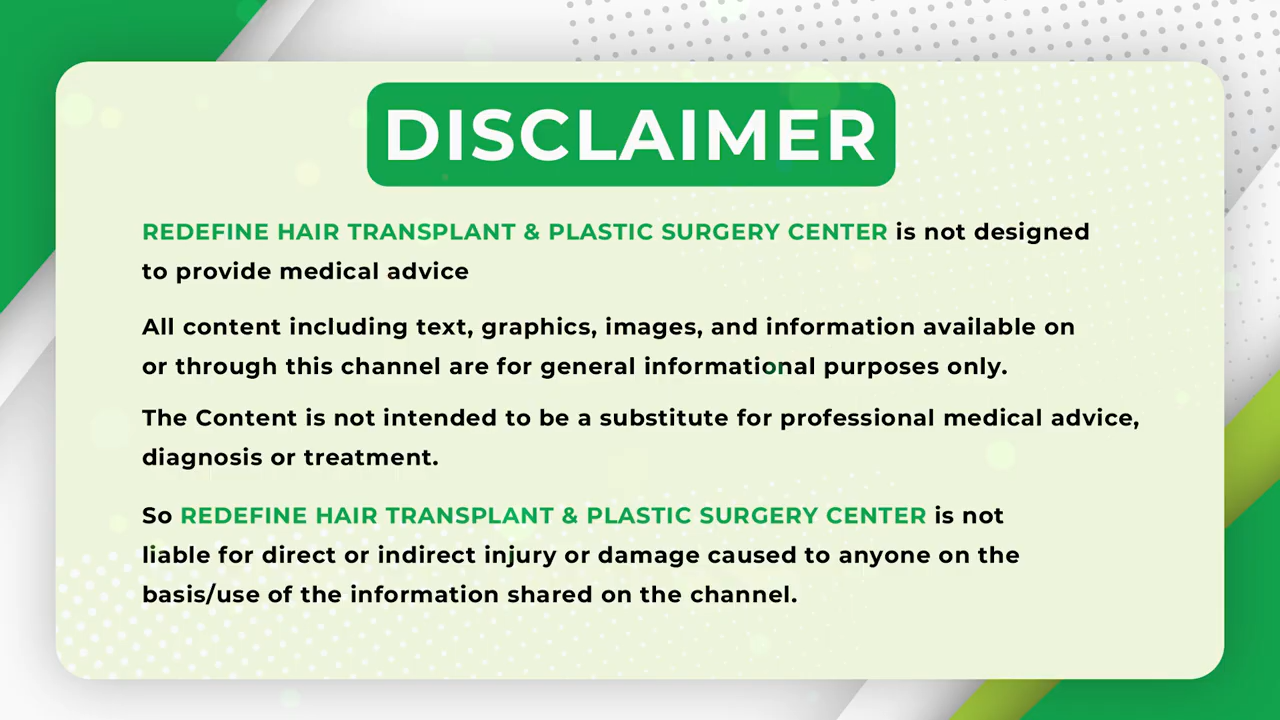 DISCLAIMER
REDEFINE HAIR TRANSPLANT & PLASTIC SURGERY CENTER is not designed
to provide medical advice
All content including text, graphics, images, and information available on
or through this channel are for general informational purposes only.
The Content is not intended to be a substitute for professional medical advice,
diagnosis or treatment.
So REDEFINE HAIR TRANSPLANT & PLASTIC SURGERY CENTER is not
liable for direct or indirect injury or damage caused to anyone on the
basis/use of the information shared on the channel.